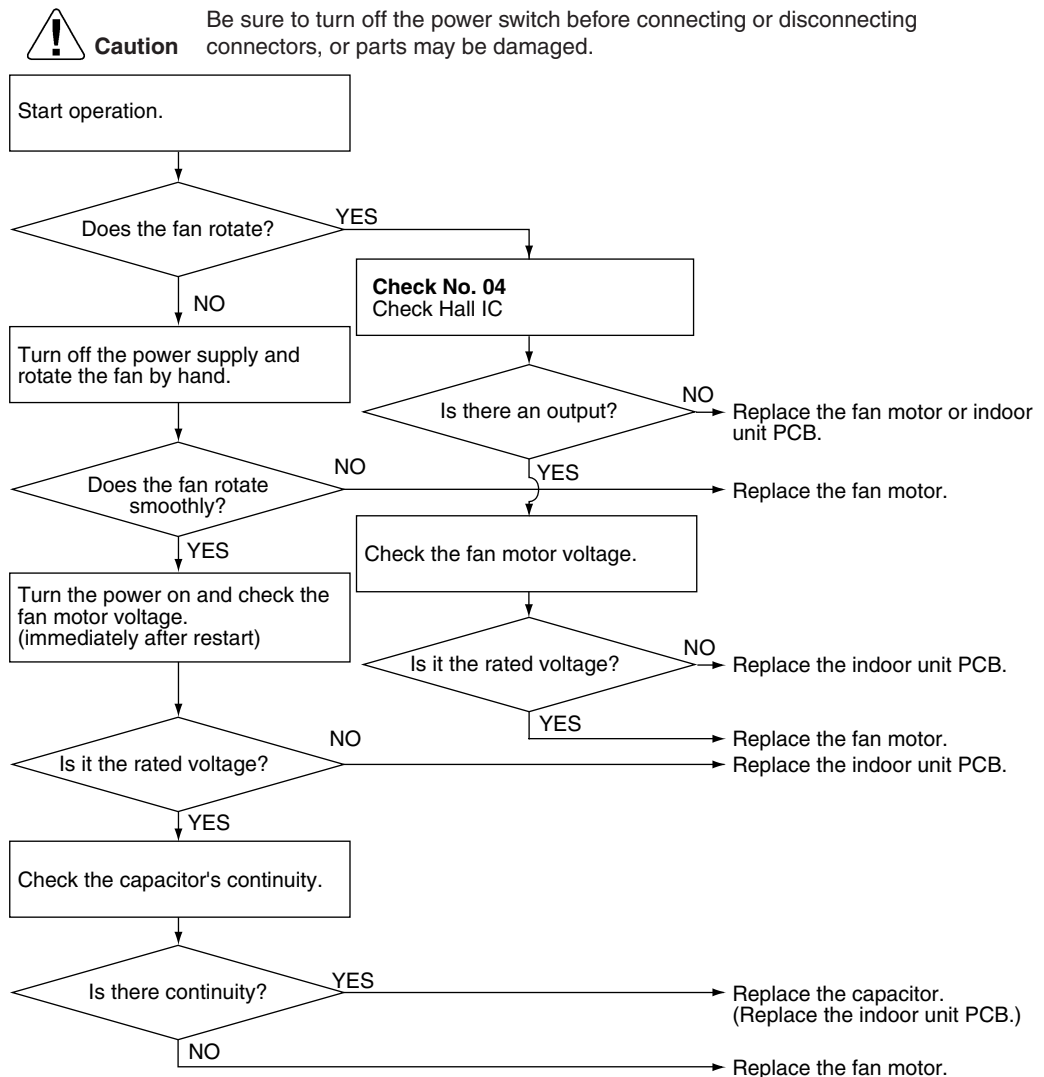 Be sure to turn off the power switch before connecting or disconnecting
Caution connectors, or parts may be damaged.
Start operation.
Does the fan rotate?
YES
NO
Check No. 04
Check Hall IC
Turn off the power supply and
rotate the fan by hand.
Is there an output?
NO
Replace the fan motor or indoor
unit PCB.
YES
Does the fan rotate
smoothly?
NO
Replace the fan motor.
YES
Check the fan motor voltage.
Turn the power on and check the
fan motor voltage.
(immediately after restart)
Is it the rated voltage?
NO
Replace the indoor unit PCB.
YES
Replace the fan motor.
Is it the rated voltage?
NO
Replace the indoor unit PCB.
YES
Check the capacitor's continuity.
Is there continuity?
YES
Replace the capacitor.
(Replace the indoor unit PCB.)
NO
Replace the fan motor.